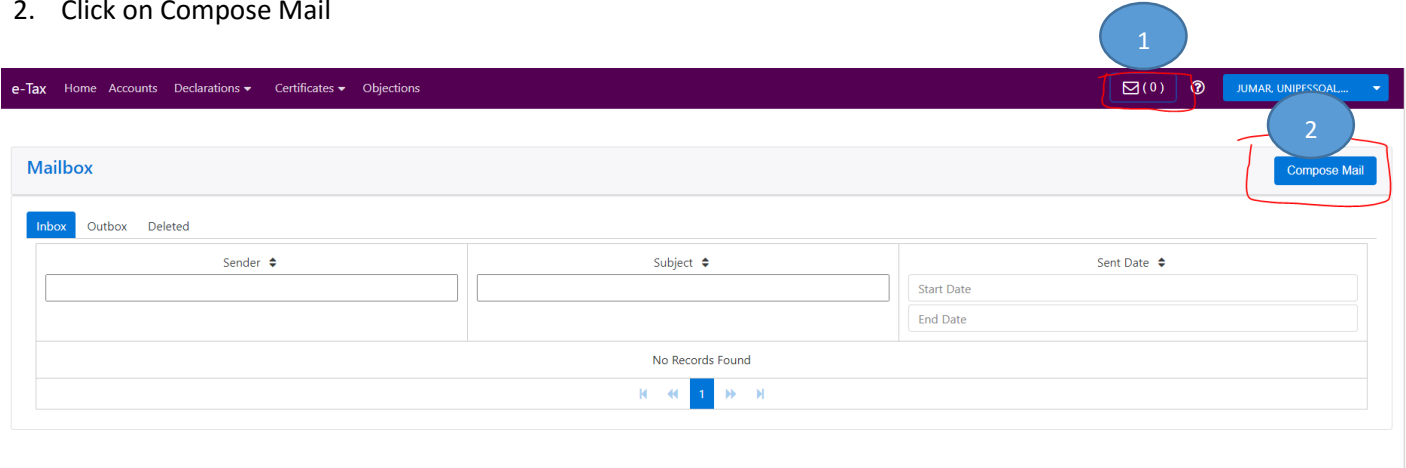 2. Click on Compose Mail
1
e-Tax Home Accounts Declarations Certificates Objections (0) JUMAR, UNIPESSOAL,...
2
Mailbox Compose Mail
Inbox Outbox Deleted
Sender Subject Sent Date
Start Date
End Date
No Records Found
1